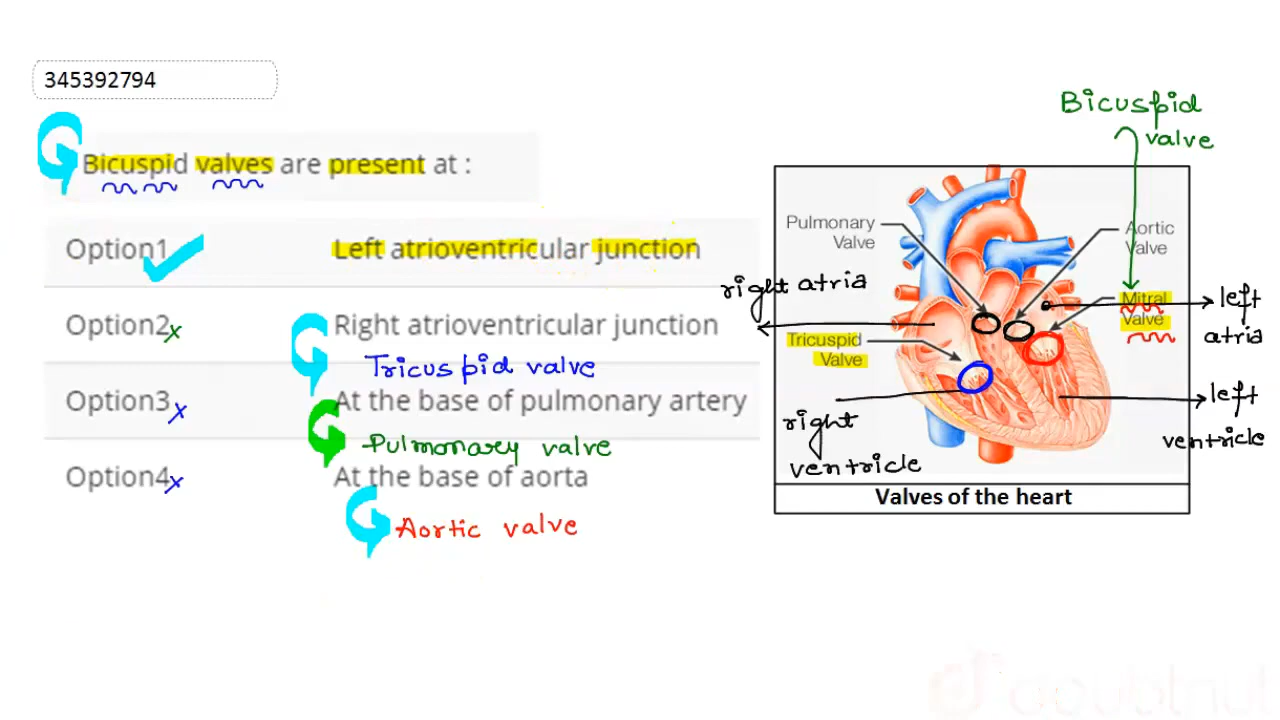 345392794
Bicuspid valves are present at :
Option1 Left atrioventricular junction
Option2 x Right atrioventricular junction
Tricuspid valve
Option3 x At the base of pulmonary artery
Pulmonary valve
Option4 x At the base of aorta
Aortic valve
Bicuspid
valve
Pulmonary
Valve
Aortic
Valve
right atria
Mitral
Valve
left
atria
Tricuspid
Valve
right
ventricle
left
ventricle
Valves of the heart
doubtnut